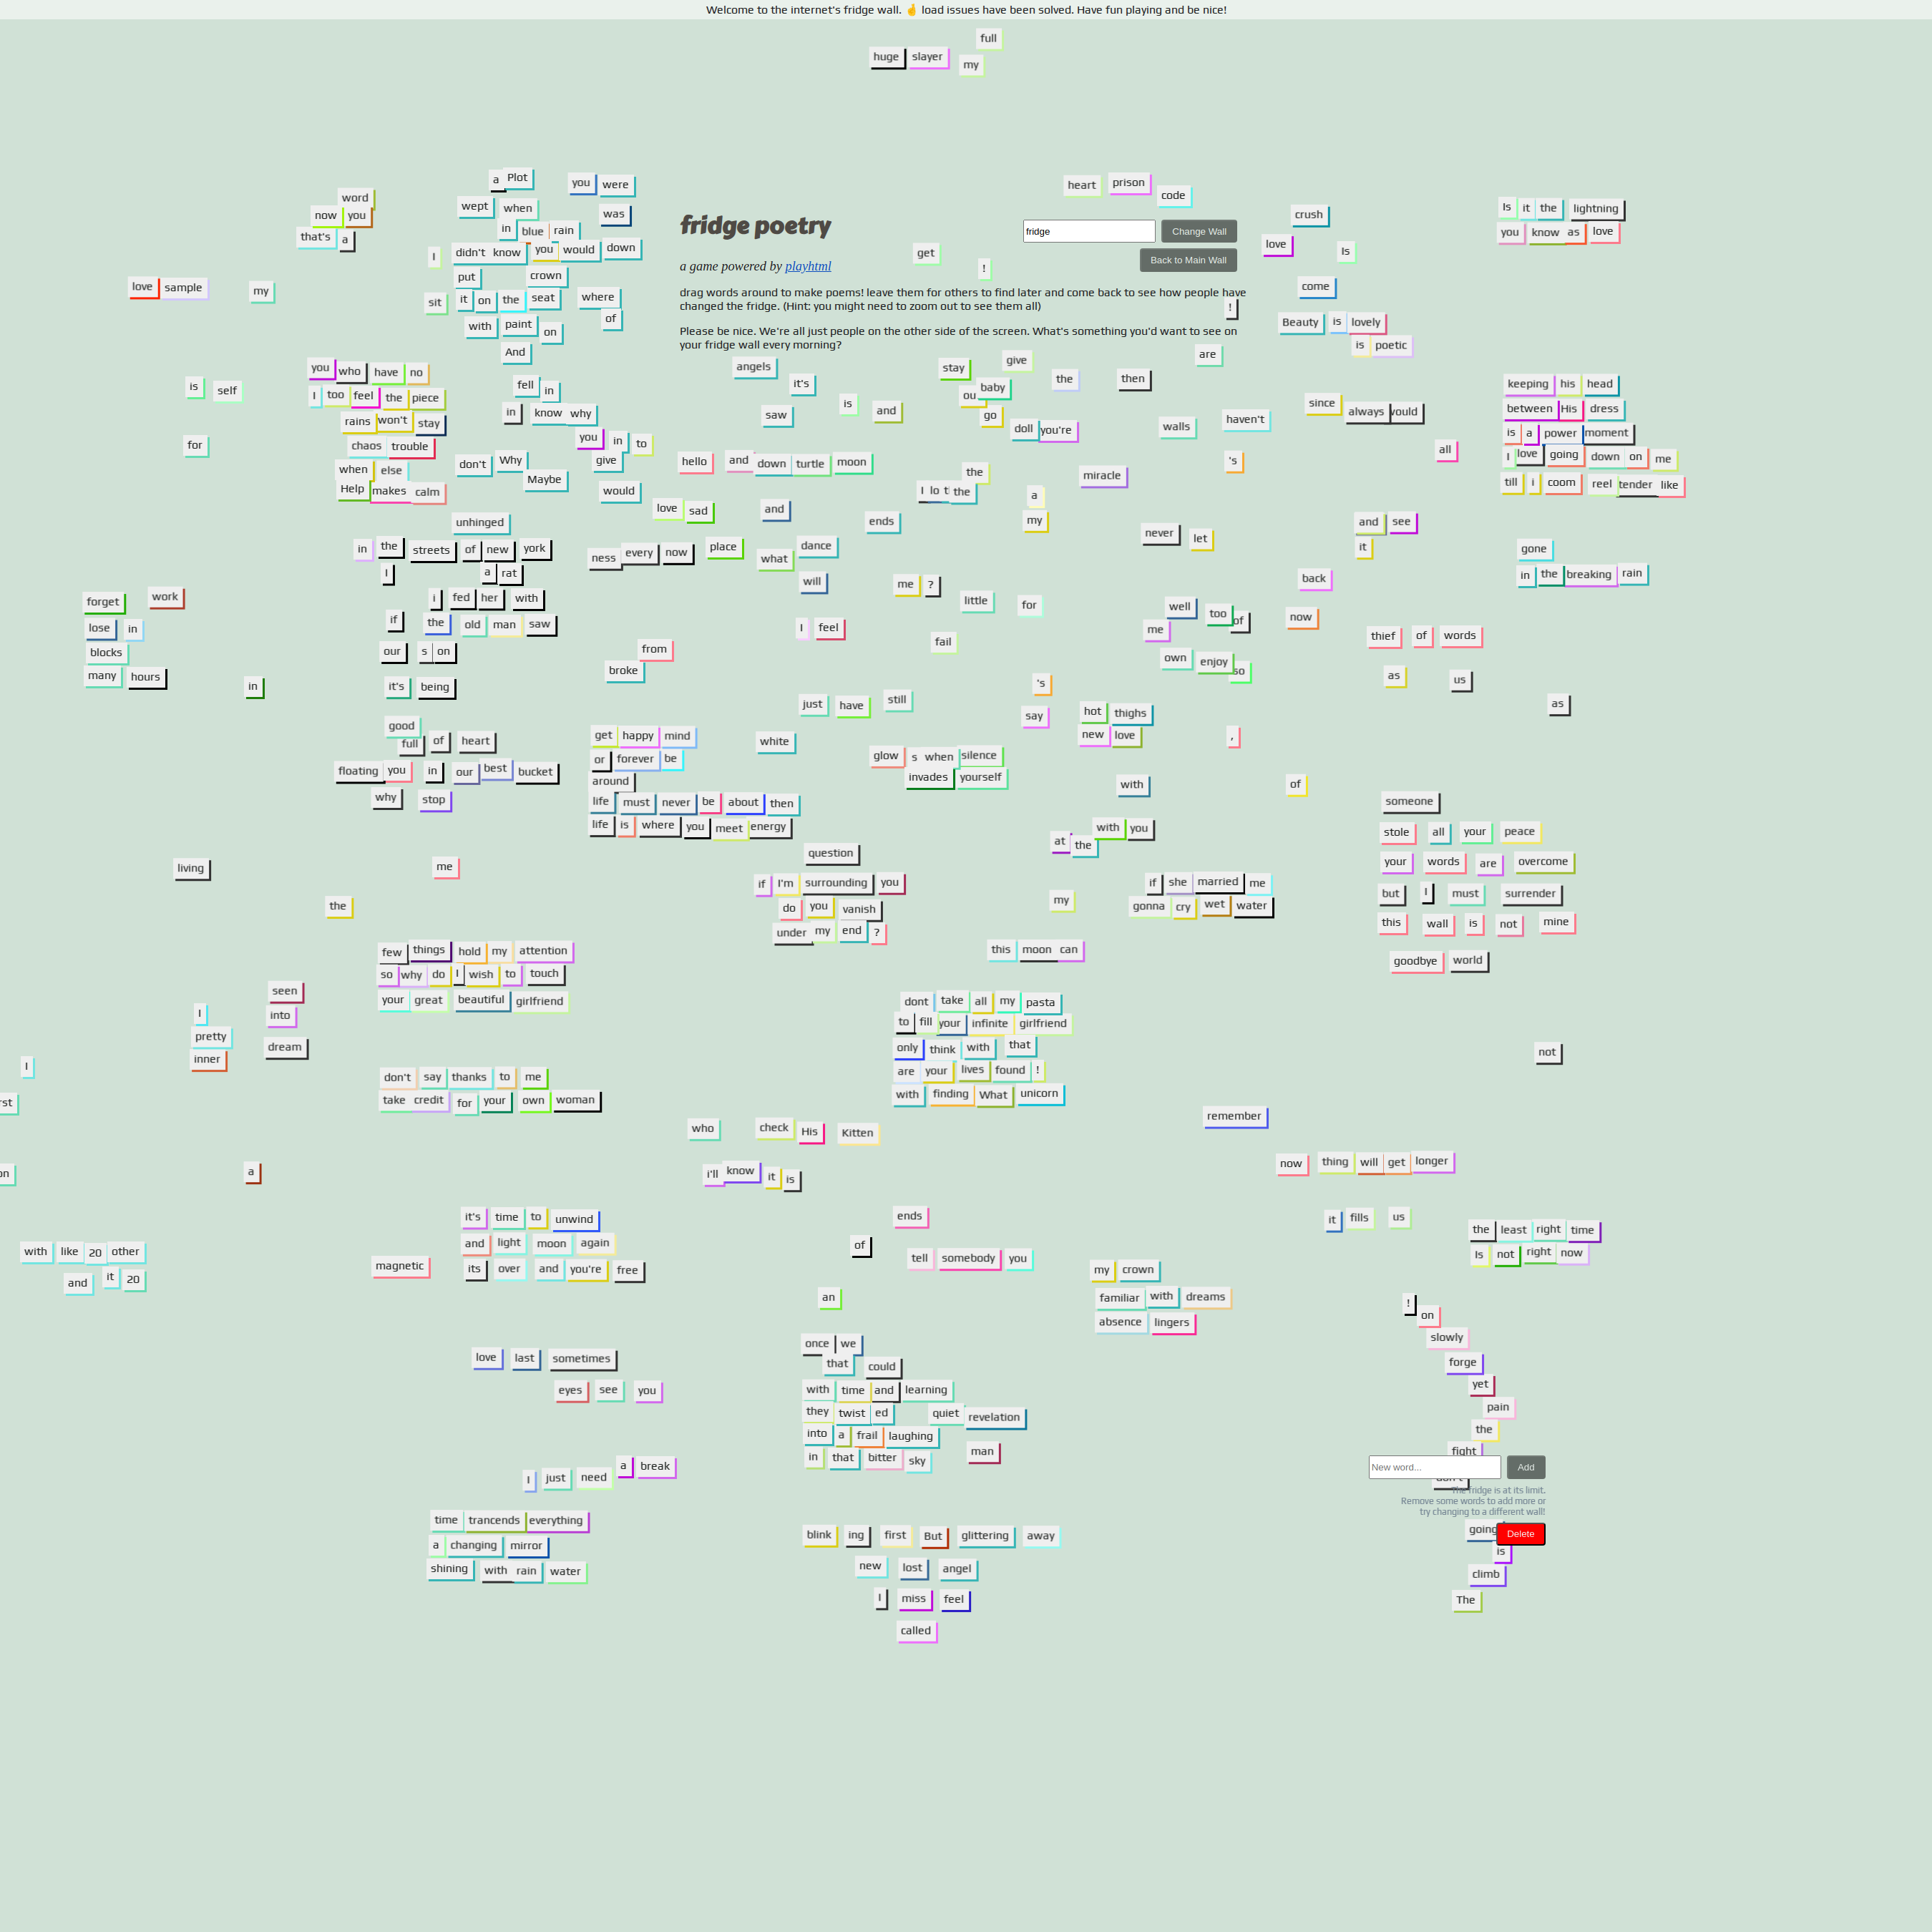 Welcome to the internet's fridge wall. 🤞 load issues have been solved. Have fun playing and be nice!
full
huge slayer my
a Plot you were
heart prison code
word
now you
that's a
wept when was
in blue rain
I didn't know you would down
put crown
sit it on the seat where
with paint on of
And
fridge poetry
fridge
Change Wall
a game powered by playhtml
Back to Main Wall
get
!
drag words around to make poems! leave them for others to find later and come back to see how people have
changed the fridge. (Hint: you might need to zoom out to see them all)
!
Please be nice. We're all just people on the other side of the screen. What's something you'd want to see on
your fridge wall every morning?
crush
love Is
come
Beauty is lovely
is poetic
Is it the lightning
you know as love
love sample my
is self
for
you who have no
I too feel the piece
rains won't stay
chaos trouble
when else
Help makes calm
fell in
in know why
you in to
don't Why give
Maybe
would
unhinged
angels
it's
saw is and
stay give
baby
ou
go
the then are
doll you're
walls haven't
since always
's
all
keeping his head
between His dress
is a power moment
I love going down on me
till i coom reel tender like
hello and down turtle moon
the
I lo the
a
my
miracle
love sad and
ends
never let
and see
it
gone
in the breaking rain
in the streets of new york
I a rat
i fed her with
if the old man saw
our s on
it's being
ness every now place
what dance
will
me ?
little for
back
forget work
lose in
blocks
many hours
in
I feel
fail
from
broke
well too of
me
own enjoy so
now
thief of words
as us
as
just have still
's
say
hot thighs
new love
,
good
full of heart
floating you in our best bucket
why stop
get happy mind
or forever be
around
life must never be about then
life is where you meet energy
white
glow s when silence
invades yourself
with
of
at the with you
someone
stole all your peace
your words are overcome
but I must surrender
this wall is not mine
goodbye world
question
if I'm surrounding you
do you vanish
under my end ?
my
if she married me
gonna cry wet water
living
me
the
few things hold my attention
so why do I wish to touch
your great beautiful girlfriend
this moon can
seen
into
dream
I
pretty
inner
I
rst
on
a
dont take all my pasta
to fill your infinite girlfriend
only think with that
are your lives found !
with finding What unicorn
not
don't say thanks to me
take credit for your own woman
who check His Kitten
i'll know it is
remember
now thing will get longer
it's time to unwind
and light moon again
its over and you're free
magnetic
with like 20 other
and it 20
ends
of
tell somebody you
an
it fills us
the least right time
Is not right now
my crown
familiar with dreams
absence lingers
love last sometimes
eyes see you
once we
that could
with time and learning
they twist ed quiet revelation
into a frail laughing
in that bitter sky
man
!
on
slowly
forge
yet
pain
the
fight
New word...
Add
The fridge is at its limit.
Remove some words to add more or
try changing to a different wall!
going
Delete
is
climb
The
I just need a break
time trancends everything
a changing mirror
shining with rain water
blink ing first But glittering away
new lost angel
I miss feel
called